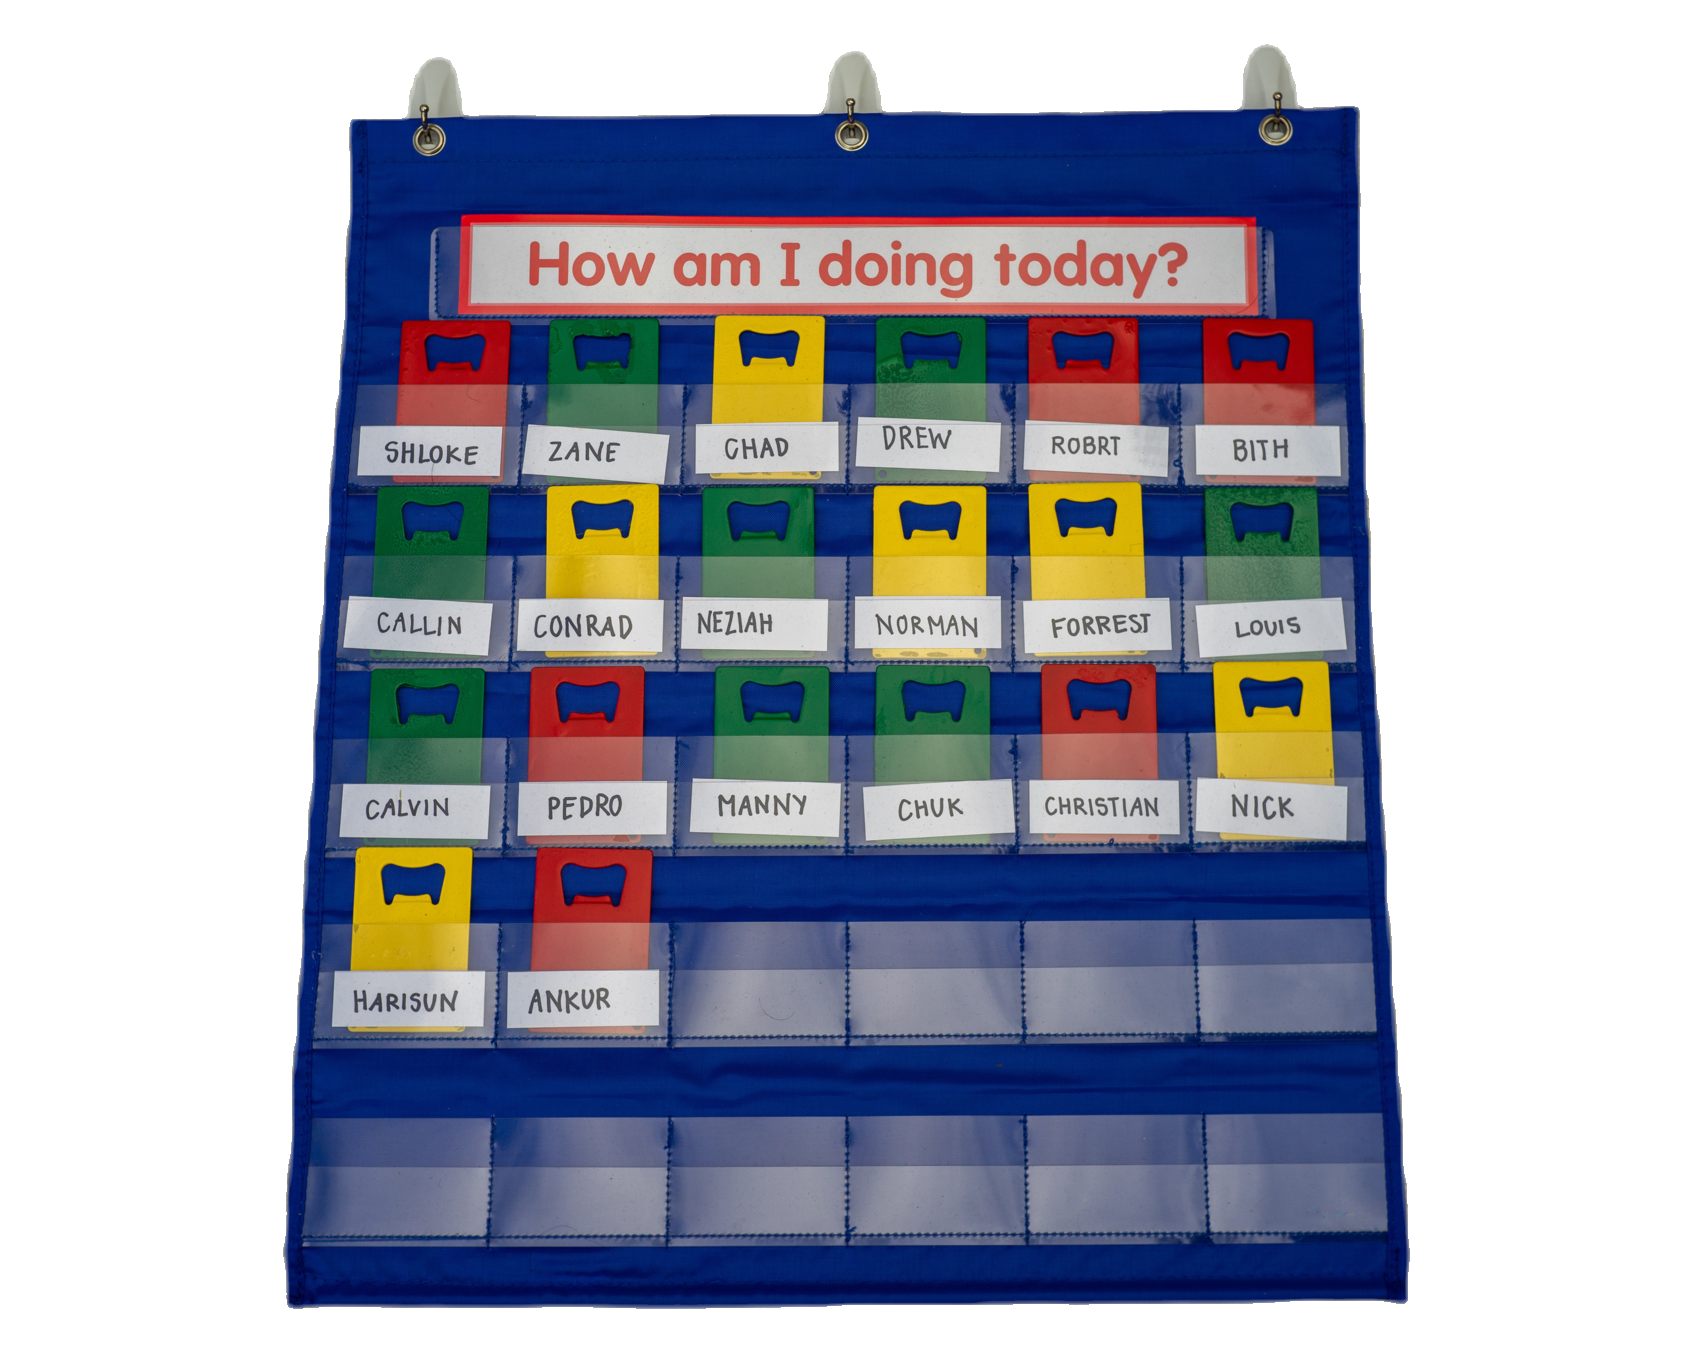 How am I doing today?
SHLOKE ZANE CHAD DREW ROBRT BITH
CALLIN CONRAD NEZIAH NORMAN FORREST LOUIS
CALVIN PEDRO MANNY CHUK CHRISTIAN NICK
HARISUN ANKUR